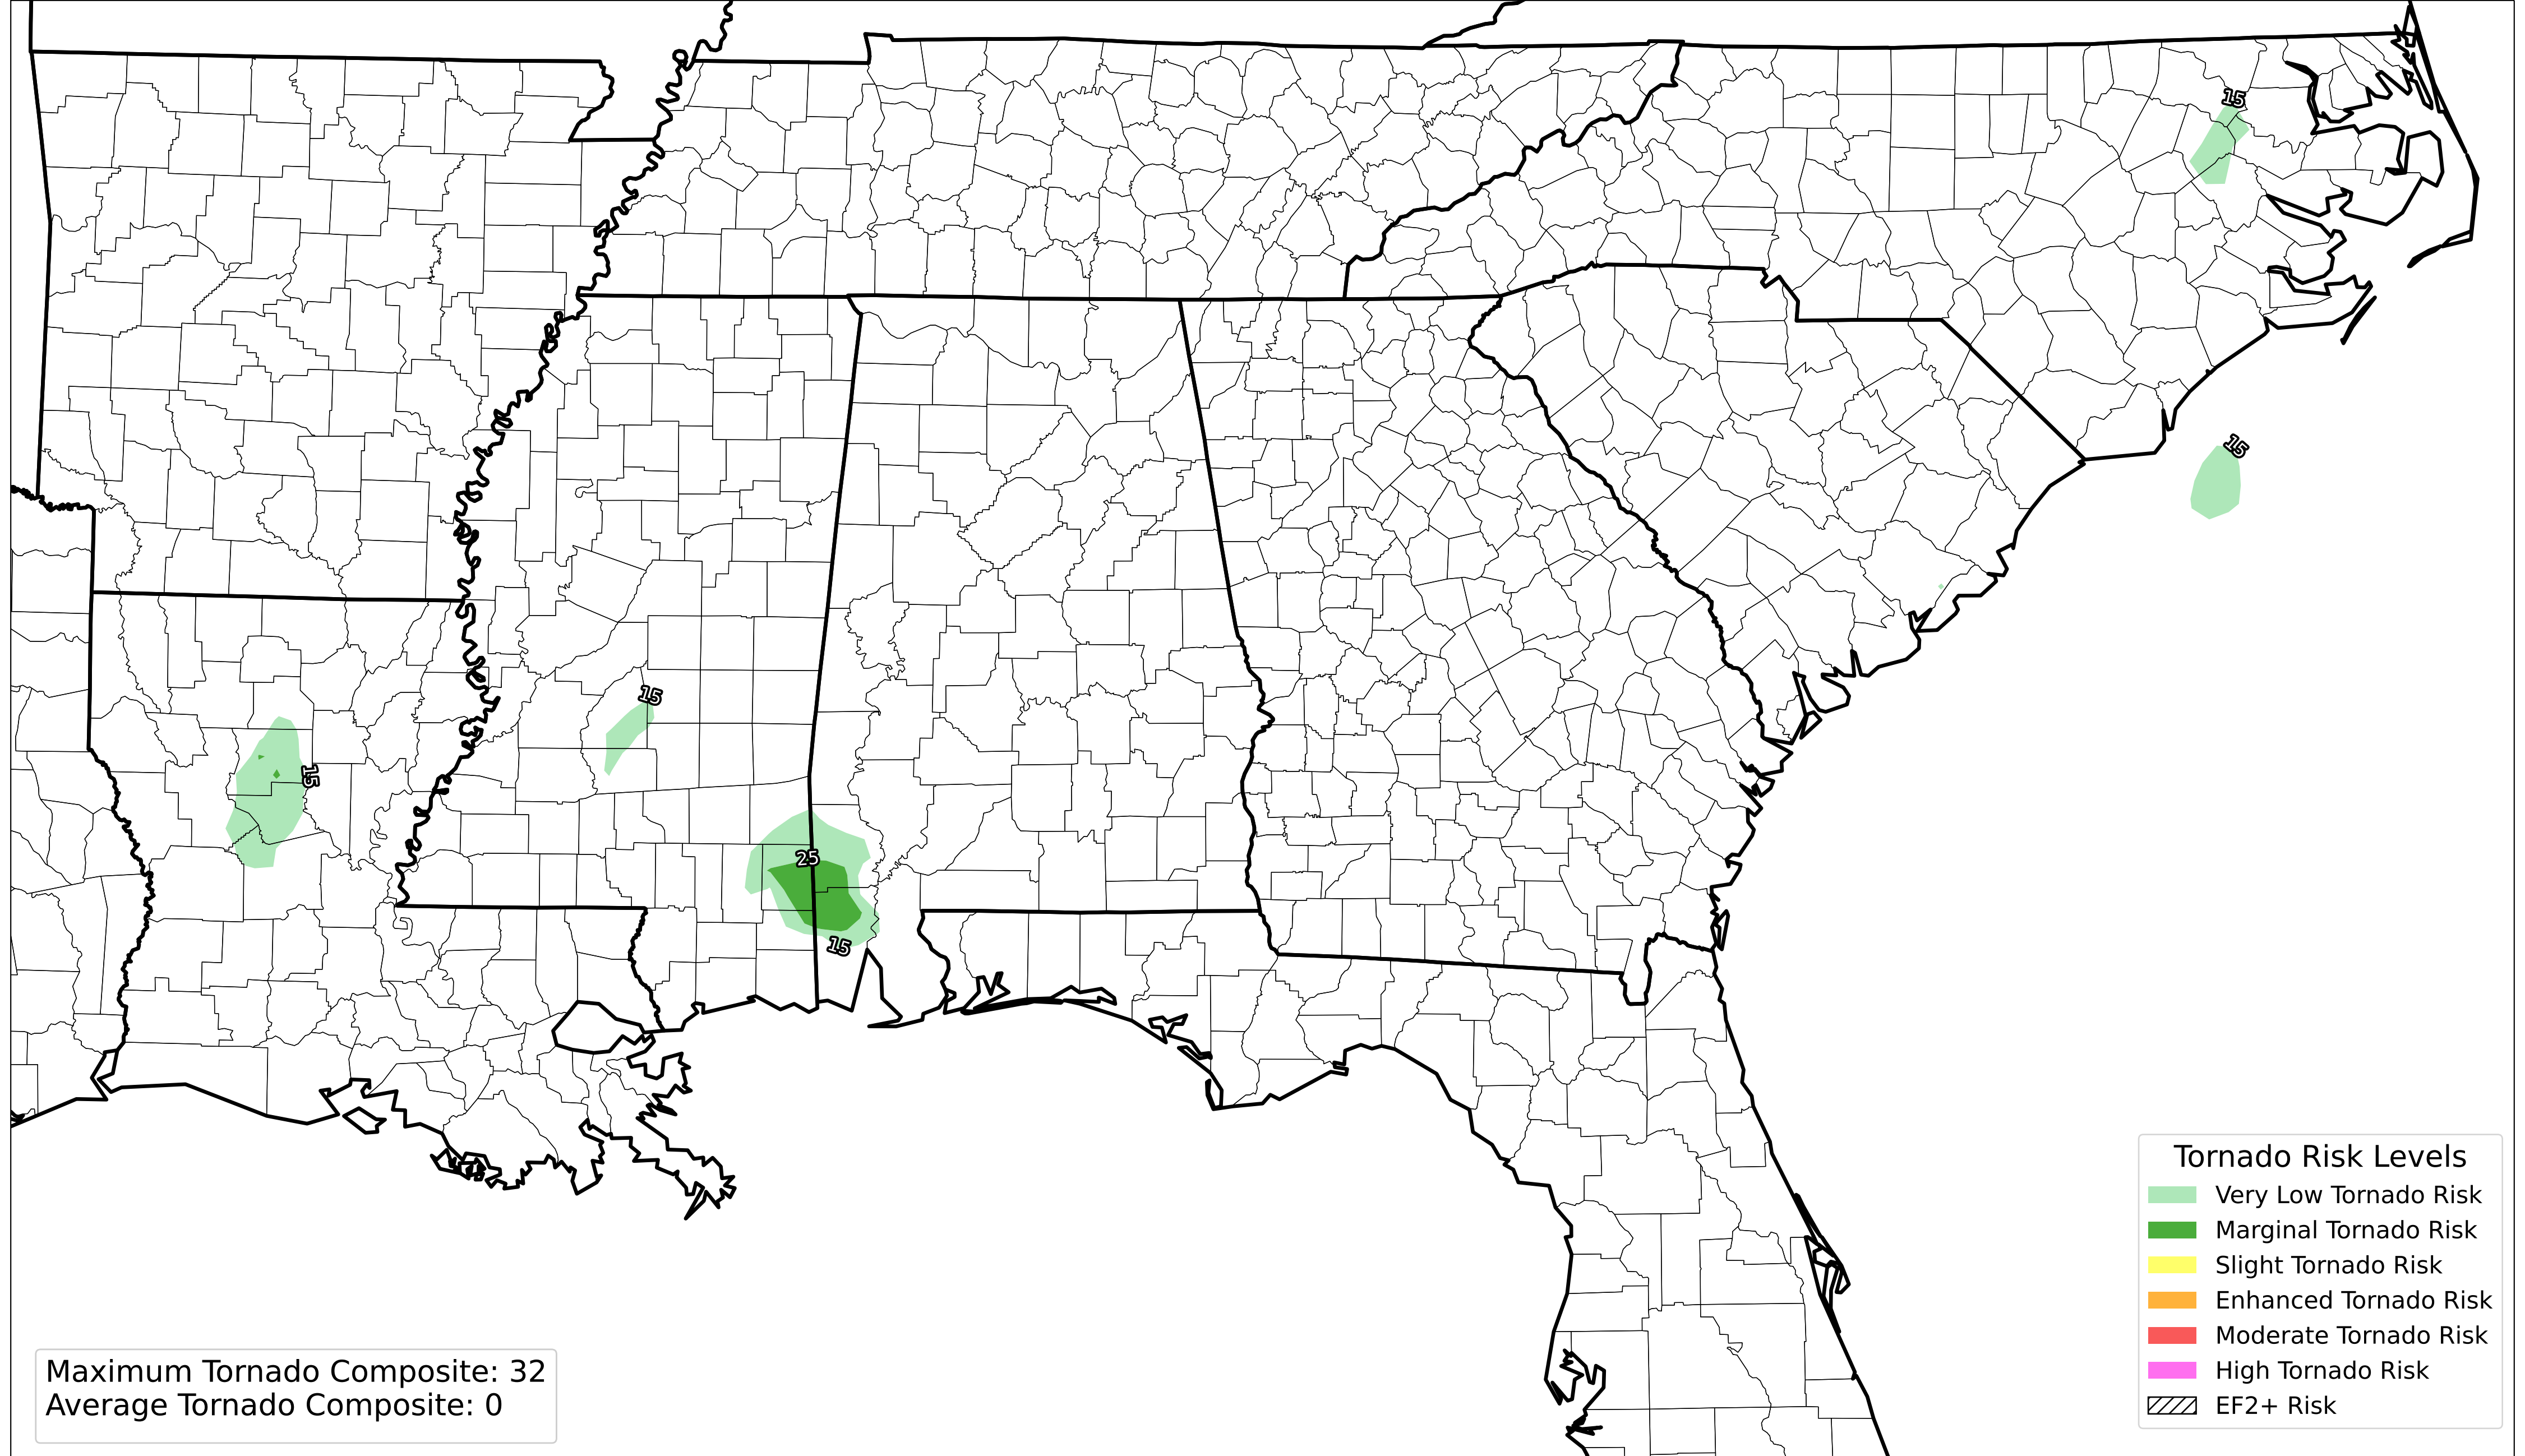 15
15
15
15
25
15
Tornado Risk Levels
Very Low Tornado Risk
Marginal Tornado Risk
Slight Tornado Risk
Enhanced Tornado Risk
Moderate Tornado Risk
High Tornado Risk
EF2+ Risk
Maximum Tornado Composite: 32
Average Tornado Composite: 0